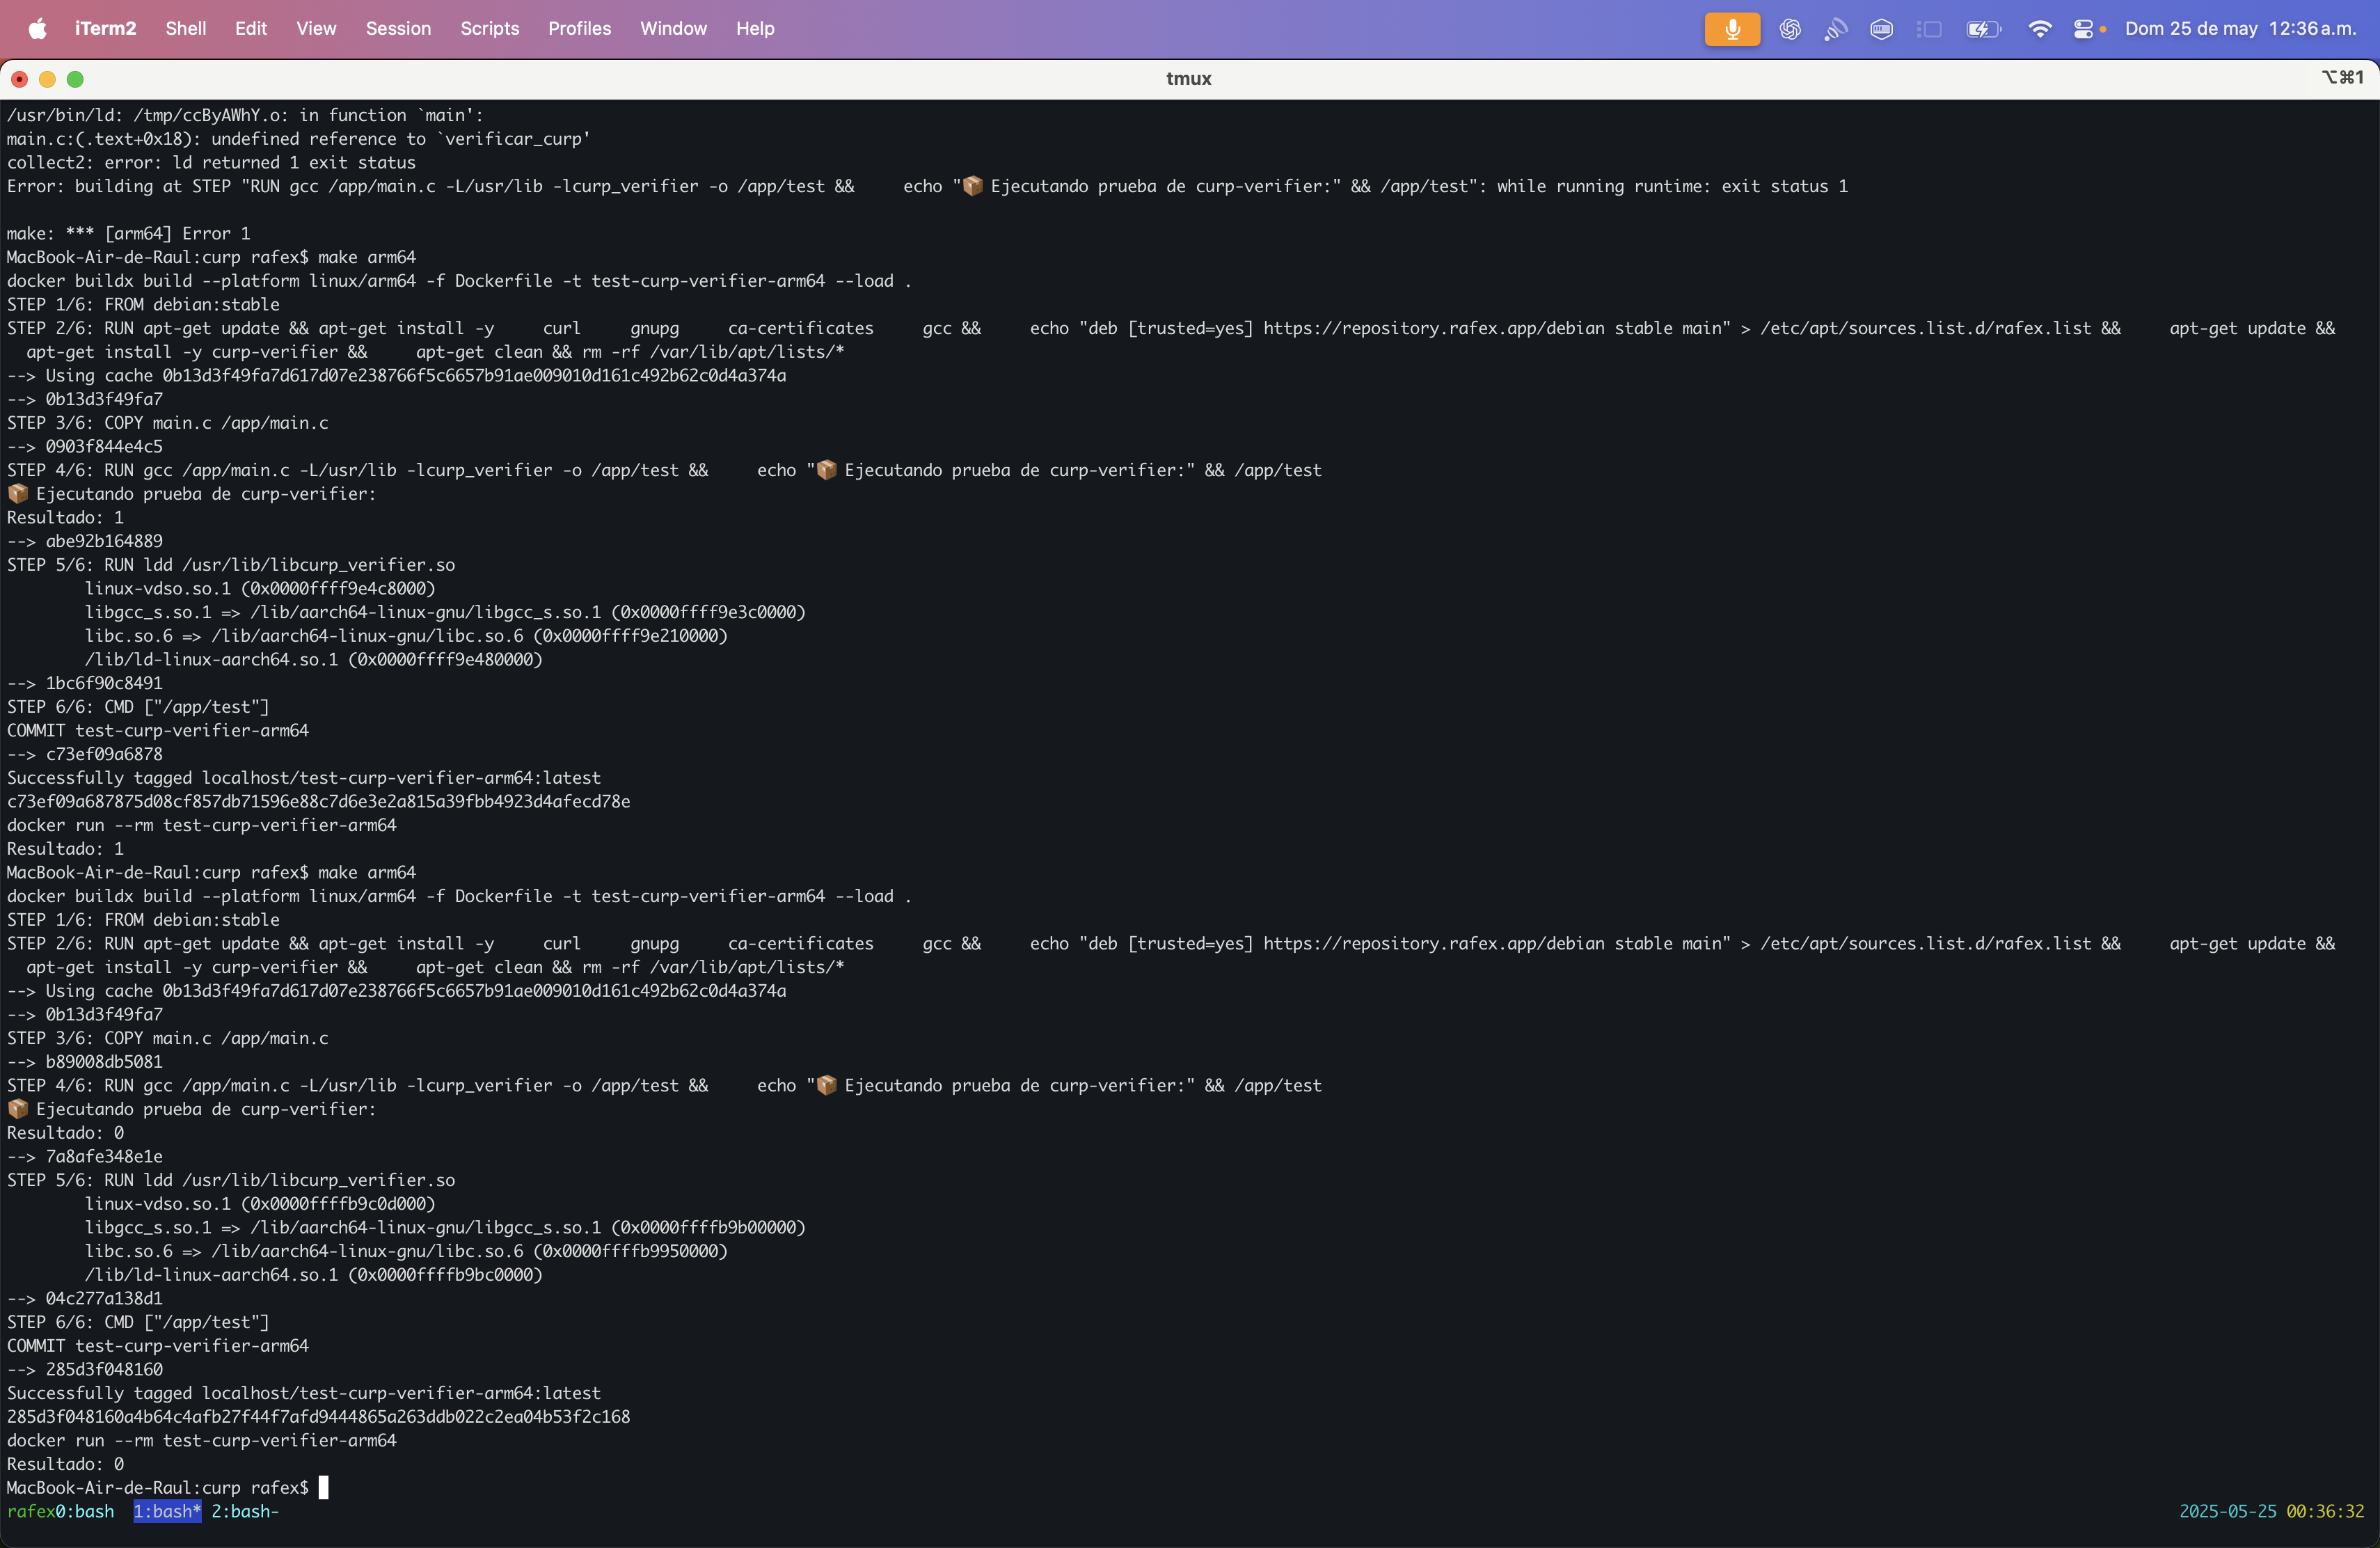 iTerm2 Shell Edit View Session Scripts Profiles Window Help Dom 25 de may 12:36 a.m.
tmux ⌥⌘1
/usr/bin/ld: /tmp/ccByAWhY.o: in function `main':
main.c:(.text+0x18): undefined reference to `verificar_curp'
collect2: error: ld returned 1 exit status
Error: building at STEP "RUN gcc /app/main.c -L/usr/lib -lcurp_verifier -o /app/test &&     echo "📦 Ejecutando prueba de curp-verifier:" && /app/test": while running runtime: exit status 1
make: *** [arm64] Error 1
MacBook-Air-de-Raul:curp rafex$ make arm64
docker buildx build --platform linux/arm64 -f Dockerfile -t test-curp-verifier-arm64 --load .
STEP 1/6: FROM debian:stable
STEP 2/6: RUN apt-get update && apt-get install -y     curl     gnupg     ca-certificates     gcc &&     echo "deb [trusted=yes] https://repository.rafex.app/debian stable main" > /etc/apt/sources.list.d/rafex.list &&     apt-get update &&
  apt-get install -y curp-verifier &&     apt-get clean && rm -rf /var/lib/apt/lists/*
--> Using cache 0b13d3f49fa7d617d07e238766f5c6657b91ae009010d161c492b62c0d4a374a
--> 0b13d3f49fa7
STEP 3/6: COPY main.c /app/main.c
--> 0903f844e4c5
STEP 4/6: RUN gcc /app/main.c -L/usr/lib -lcurp_verifier -o /app/test &&     echo "📦 Ejecutando prueba de curp-verifier:" && /app/test
📦 Ejecutando prueba de curp-verifier:
Resultado: 1
--> abe92b164889
STEP 5/6: RUN ldd /usr/lib/libcurp_verifier.so
        linux-vdso.so.1 (0x0000ffff9e4c8000)
        libgcc_s.so.1 => /lib/aarch64-linux-gnu/libgcc_s.so.1 (0x0000ffff9e3c0000)
        libc.so.6 => /lib/aarch64-linux-gnu/libc.so.6 (0x0000ffff9e210000)
        /lib/ld-linux-aarch64.so.1 (0x0000ffff9e480000)
--> 1bc6f90c8491
STEP 6/6: CMD ["/app/test"]
COMMIT test-curp-verifier-arm64
--> c73ef09a6878
Successfully tagged localhost/test-curp-verifier-arm64:latest
c73ef09a687875d08cf857db71596e88c7d6e3e2a815a39fbb4923d4afecd78e
docker run --rm test-curp-verifier-arm64
Resultado: 1
MacBook-Air-de-Raul:curp rafex$ make arm64
docker buildx build --platform linux/arm64 -f Dockerfile -t test-curp-verifier-arm64 --load .
STEP 1/6: FROM debian:stable
STEP 2/6: RUN apt-get update && apt-get install -y     curl     gnupg     ca-certificates     gcc &&     echo "deb [trusted=yes] https://repository.rafex.app/debian stable main" > /etc/apt/sources.list.d/rafex.list &&     apt-get update &&
  apt-get install -y curp-verifier &&     apt-get clean && rm -rf /var/lib/apt/lists/*
--> Using cache 0b13d3f49fa7d617d07e238766f5c6657b91ae009010d161c492b62c0d4a374a
--> 0b13d3f49fa7
STEP 3/6: COPY main.c /app/main.c
--> b89008db5081
STEP 4/6: RUN gcc /app/main.c -L/usr/lib -lcurp_verifier -o /app/test &&     echo "📦 Ejecutando prueba de curp-verifier:" && /app/test
📦 Ejecutando prueba de curp-verifier:
Resultado: 0
--> 7a8afe348e1e
STEP 5/6: RUN ldd /usr/lib/libcurp_verifier.so
        linux-vdso.so.1 (0x0000ffffb9c0d000)
        libgcc_s.so.1 => /lib/aarch64-linux-gnu/libgcc_s.so.1 (0x0000ffffb9b00000)
        libc.so.6 => /lib/aarch64-linux-gnu/libc.so.6 (0x0000ffffb9950000)
        /lib/ld-linux-aarch64.so.1 (0x0000ffffb9bc0000)
--> 04c277a138d1
STEP 6/6: CMD ["/app/test"]
COMMIT test-curp-verifier-arm64
--> 285d3f048160
Successfully tagged localhost/test-curp-verifier-arm64:latest
285d3f048160a4b64c4afb27f44f7afd9444865a263ddb022c2ea04b53f2c168
docker run --rm test-curp-verifier-arm64
Resultado: 0
MacBook-Air-de-Raul:curp rafex$
rafex0:bash  1:bash* 2:bash- 2025-05-25 00:36:32